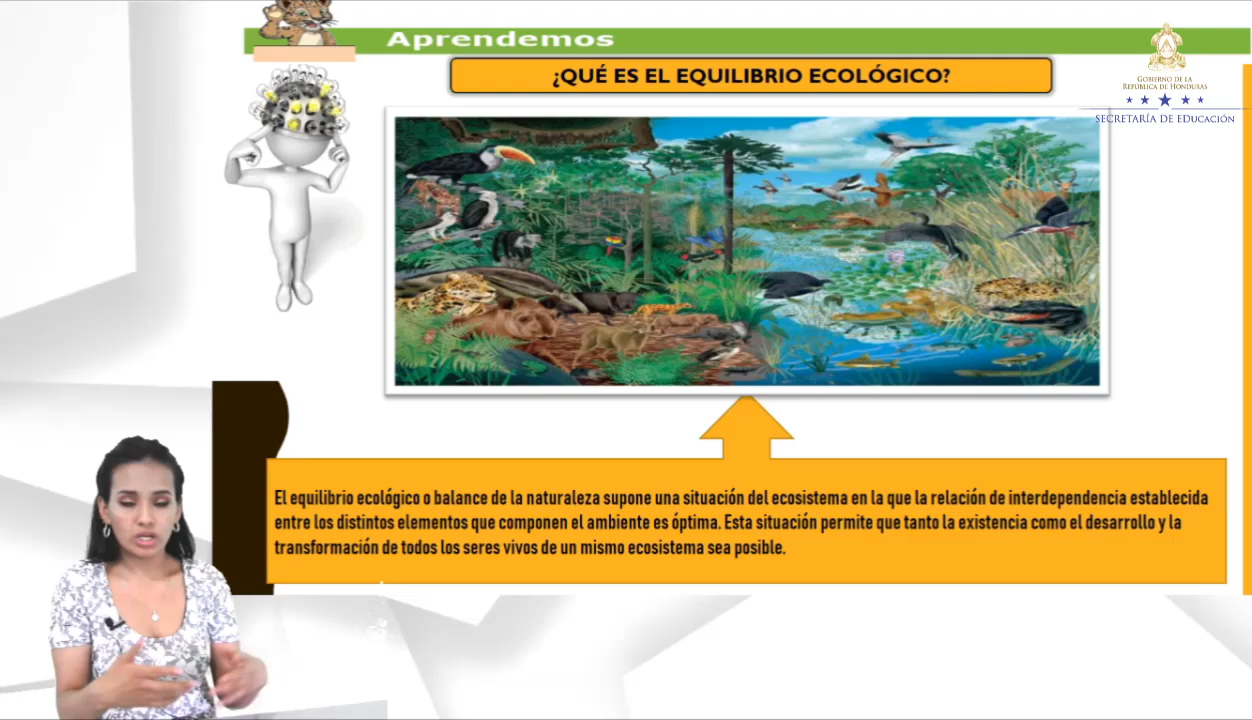 Aprendemos
¿QUÉ ES EL EQUILIBRIO ECOLÓGICO?
GOBIERNO DE LA
REPÚBLICA DE HONDURAS
SECRETARÍA DE EDUCACIÓN
El equilibrio ecológico o balance de la naturaleza supone una situación del ecosistema en la que la relación de interdependencia establecida
entre los distintos elementos que componen el ambiente es óptima. Esta situación permite que tanto la existencia como el desarrollo y la
transformación de todos los seres vivos de un mismo ecosistema sea posible.